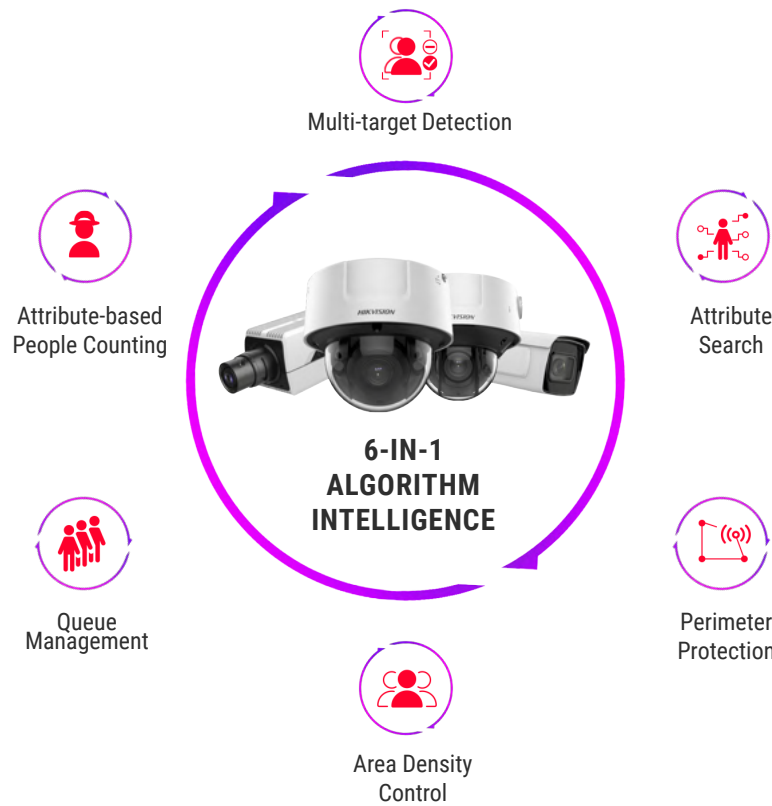 Multi-target Detection
Attribute-based
People Counting
Attribute
Search
HIKVISION
6-IN-1
ALGORITHM
INTELLIGENCE
Queue
Management
Perimeter
Protection
Area Density
Control